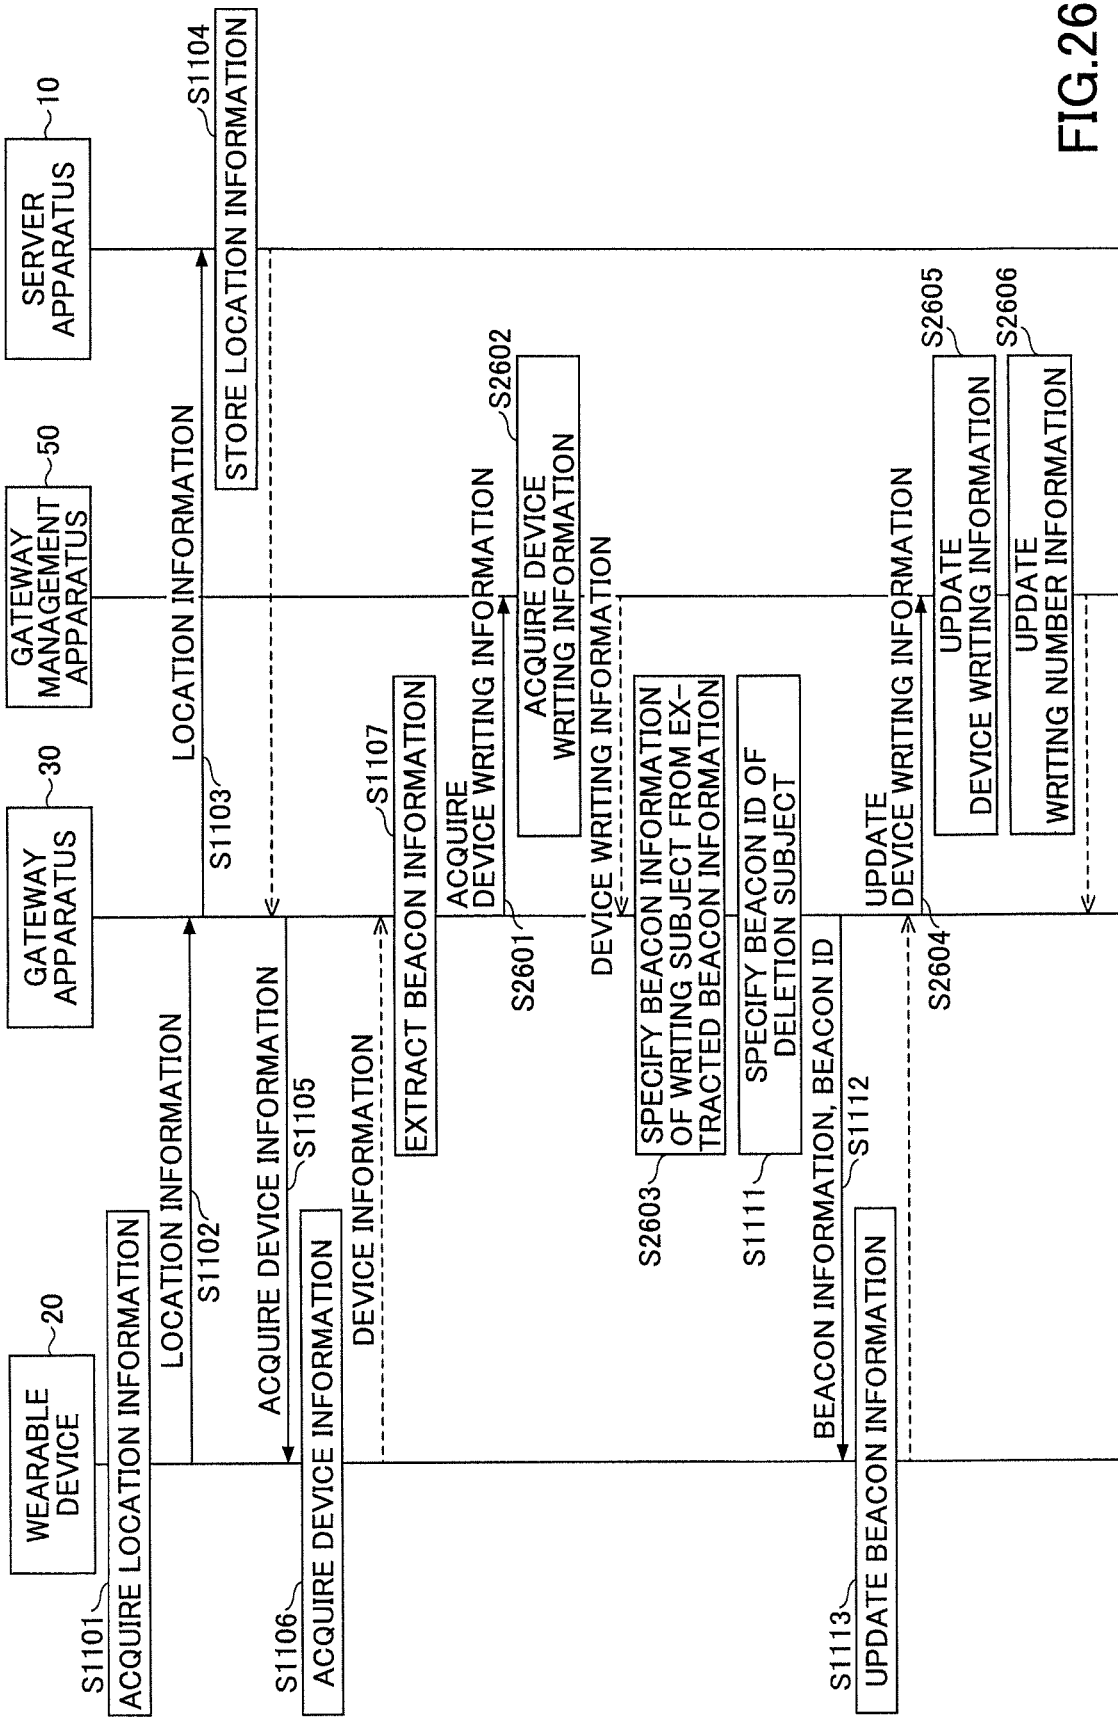 WEARABLE
DEVICE
20
GATEWAY
APPARATUS
30
GATEWAY
MANAGEMENT
APPARATUS
50
SERVER
APPARATUS
10
S1101
ACQUIRE LOCATION INFORMATION
LOCATION INFORMATION
S1102
LOCATION INFORMATION
S1103
S1104
STORE LOCATION INFORMATION
ACQUIRE DEVICE INFORMATION
S1105
S1106
ACQUIRE DEVICE INFORMATION
DEVICE INFORMATION
S1107
EXTRACT BEACON INFORMATION
ACQUIRE
DEVICE WRITING INFORMATION
S2601
S2602
ACQUIRE DEVICE
WRITING INFORMATION
DEVICE WRITING INFORMATION
S2603
SPECIFY BEACON INFORMATION
OF WRITING SUBJECT FROM EX-
TRACTED BEACON INFORMATION
S1111
SPECIFY BEACON ID OF
DELETION SUBJECT
BEACON INFORMATION, BEACON ID
S1112
S1113
UPDATE BEACON INFORMATION
UPDATE
DEVICE WRITING INFORMATION
S2604
S2605
UPDATE
DEVICE WRITING INFORMATION
S2606
UPDATE
WRITING NUMBER INFORMATION
FIG.26